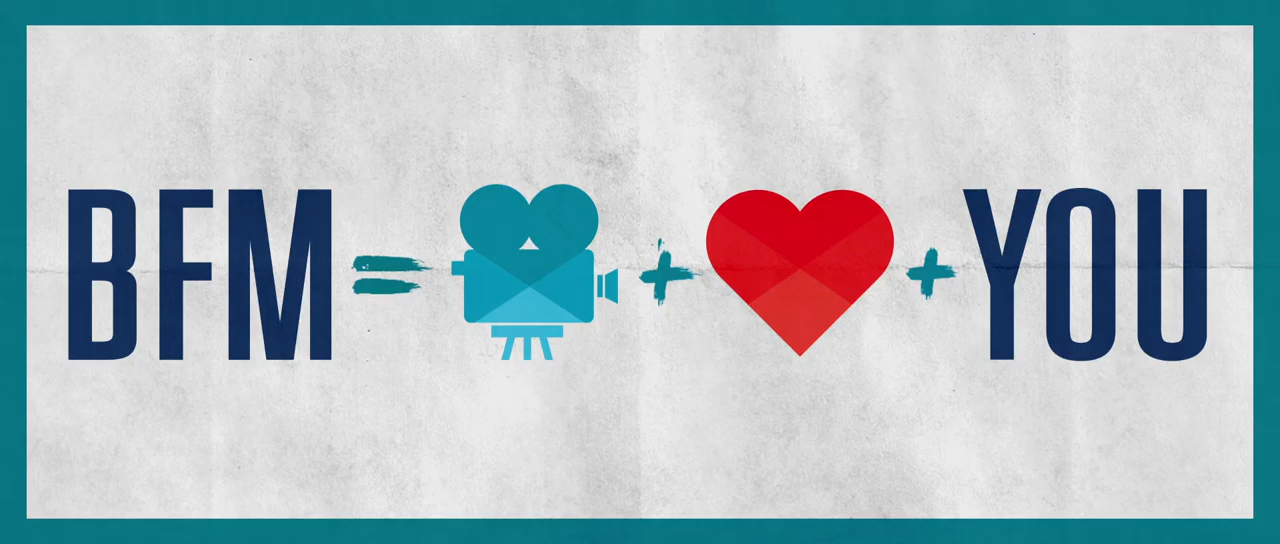 BFM = + + YOU